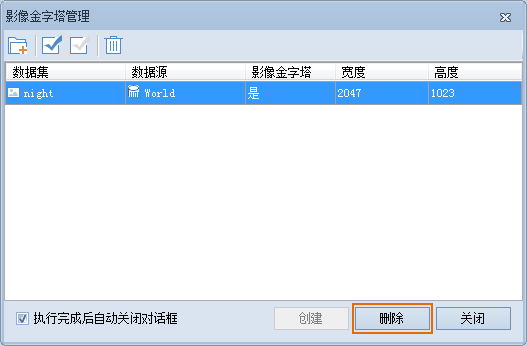 影像金字塔管理
数据集 数据源 影像金字塔 宽度 高度
night World 是 2047 1023
执行完成后自动关闭对话框 创建 删除 关闭